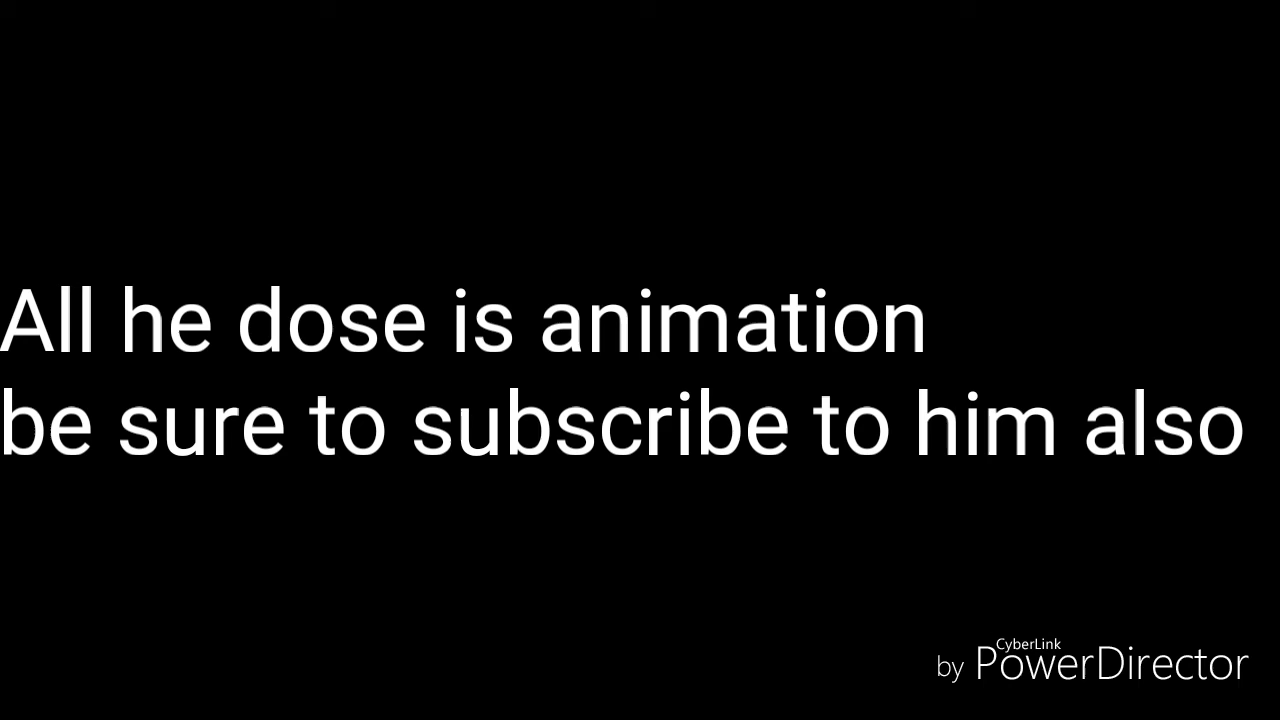 All he dose is animation
be sure to subscribe to him also
by CyberLink PowerDirector